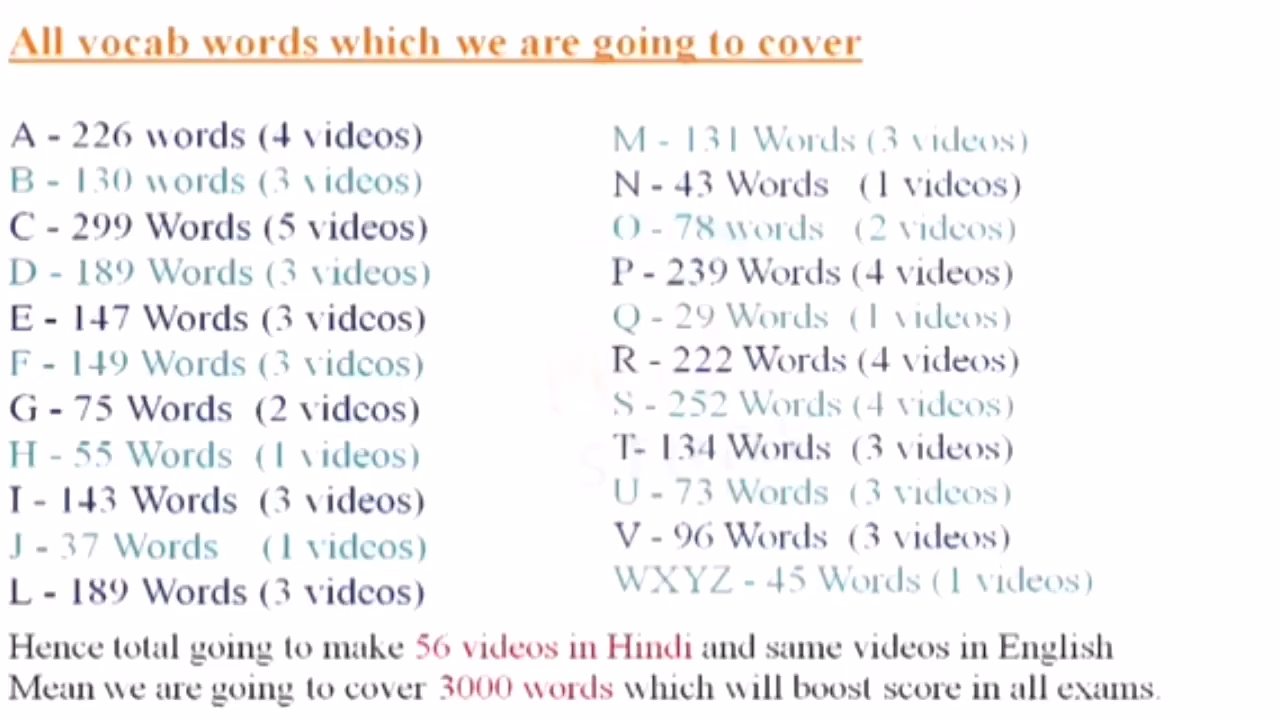 All vocab words which we are going to cover
A - 226 words (4 videos)
B - 130 words (3 videos)
C - 299 Words (5 videos)
D - 189 Words (3 videos)
E - 147 Words (3 videos)
F - 149 Words (3 videos)
G - 75 Words (2 videos)
H - 55 Words (1 videos)
I - 143 Words (3 videos)
J - 37 Words (1 videos)
L - 189 Words (3 videos)
M - 131 Words (3 videos)
N - 43 Words (1 videos)
O - 78 words (2 videos)
P - 239 Words (4 videos)
Q - 29 Words (1 videos)
R - 222 Words (4 videos)
S - 252 Words (4 videos)
T- 134 Words (3 videos)
U - 73 Words (3 videos)
V - 96 Words (3 videos)
WXYZ - 45 Words (1 videos)
Hence total going to make 56 videos in Hindi and same videos in English
Mean we are going to cover 3000 words which will boost score in all exams.